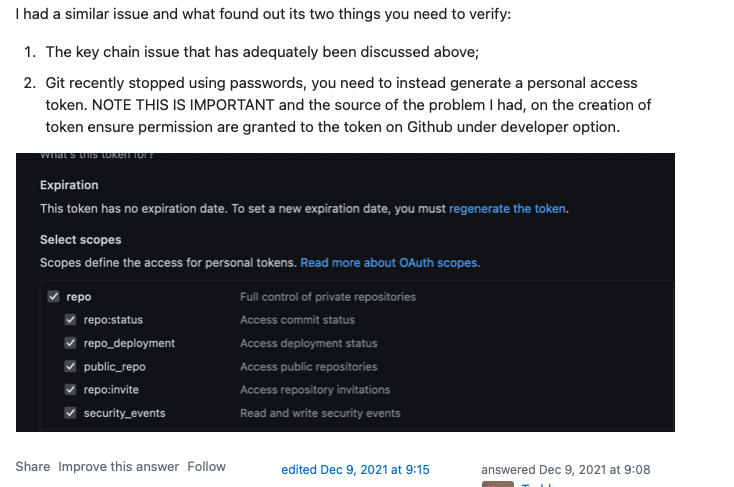 I had a similar issue and what found out its two things you need to verify:
1. The key chain issue that has adequately been discussed above;
2. Git recently stopped using passwords, you need to instead generate a personal access
token. NOTE THIS IS IMPORTANT and the source of the problem I had, on the creation of
token ensure permission are granted to the token on Github under developer option.
What's this token for?
Expiration
This token has no expiration date. To set a new expiration date, you must regenerate the token.
Select scopes
Scopes define the access for personal tokens. Read more about OAuth scopes.
repo Full control of private repositories
repo:status Access commit status
repo_deployment Access deployment status
public_repo Access public repositories
repo:invite Access repository invitations
security_events Read and write security events
Share Improve this answer Follow edited Dec 9, 2021 at 9:15 answered Dec 9, 2021 at 9:08